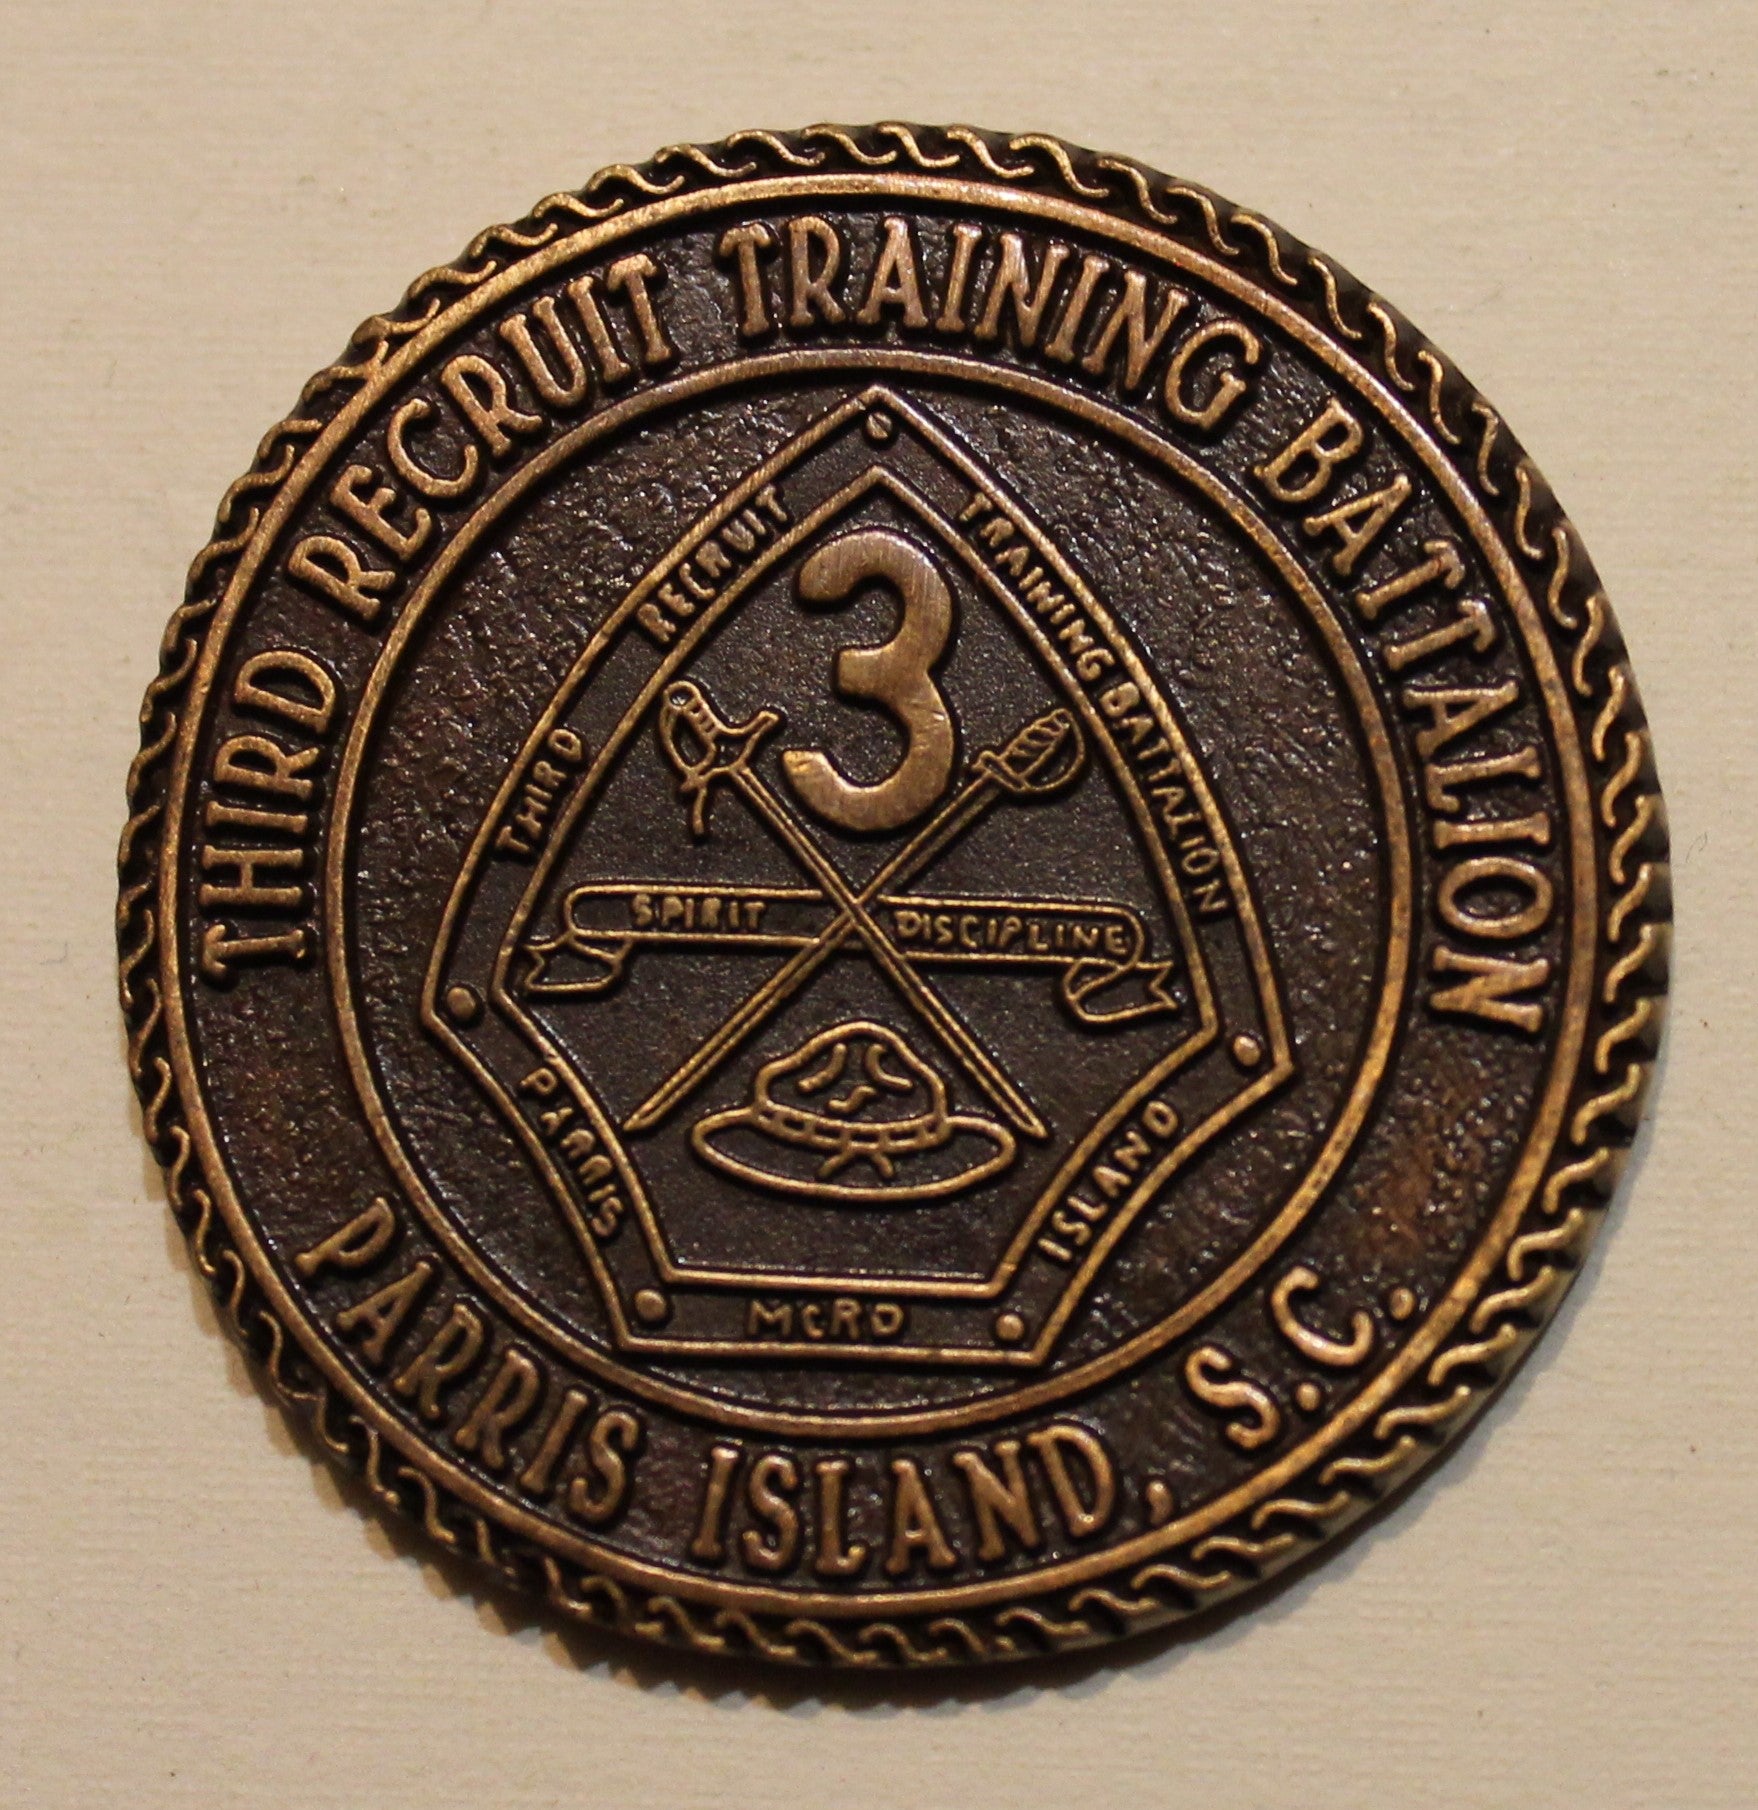 THIRD RECRUIT TRAINING BATTALION
THIRD RECRUIT TRAINING BATTALION
3
SPIRIT DISCIPLINE
PARRIS ISLAND
McRD
PARRIS ISLAND, S.C.